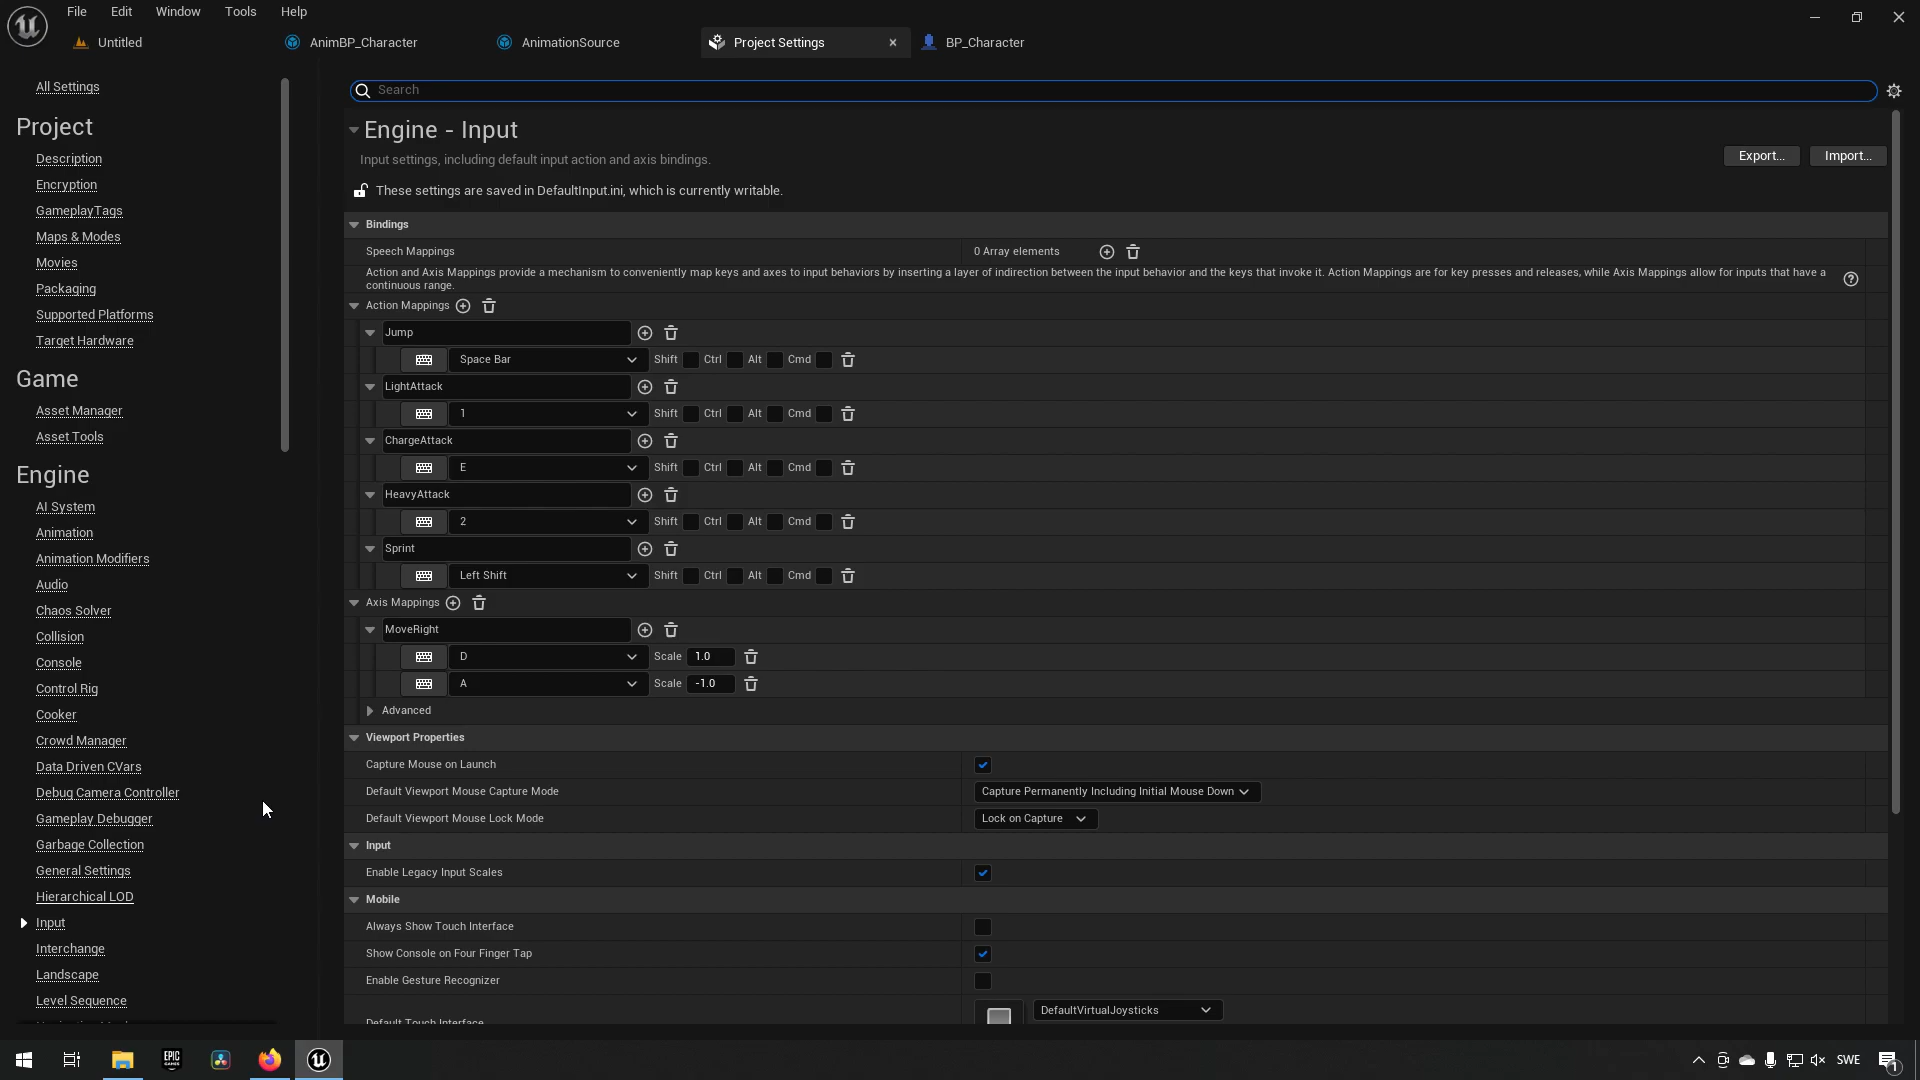 File Edit Window Tools Help
Untitled AnimBP_Character AnimationSource Project Settings BP_Character
All Settings
Project
Description
Encryption
GameplayTags
Maps & Modes
Movies
Packaging
Supported Platforms
Target Hardware
Game
Asset Manager
Asset Tools
Engine
AI System
Animation
Animation Modifiers
Audio
Chaos Solver
Collision
Console
Control Rig
Cooker
Crowd Manager
Data Driven CVars
Debug Camera Controller
Gameplay Debugger
Garbage Collection
General Settings
Hierarchical LOD
Input
Interchange
Landscape
Level Sequence
Search
Engine - Input
Input settings, including default input action and axis bindings.
Export... Import...
These settings are saved in DefaultInput.ini, which is currently writable.
Bindings
Speech Mappings 0 Array elements
Action and Axis Mappings provide a mechanism to conveniently map keys and axes to input behaviors by inserting a layer of indirection between the input behavior and the keys that invoke it. Action Mappings are for key presses and releases, while Axis Mappings allow for inputs that have a
continuous range.
Action Mappings
Jump
Space Bar Shift Ctrl Alt Cmd
LightAttack
1 Shift Ctrl Alt Cmd
ChargeAttack
E Shift Ctrl Alt Cmd
HeavyAttack
2 Shift Ctrl Alt Cmd
Sprint
Left Shift Shift Ctrl Alt Cmd
Axis Mappings
MoveRight
D Scale 1.0
A Scale -1.0
Advanced
Viewport Properties
Capture Mouse on Launch
Default Viewport Mouse Capture Mode Capture Permanently Including Initial Mouse Down
Default Viewport Mouse Lock Mode Lock on Capture
Input
Enable Legacy Input Scales
Mobile
Always Show Touch Interface
Show Console on Four Finger Tap
Enable Gesture Recognizer
Default Touch Interface DefaultVirtualJoysticks
EPIC
GAMES
SWE
1